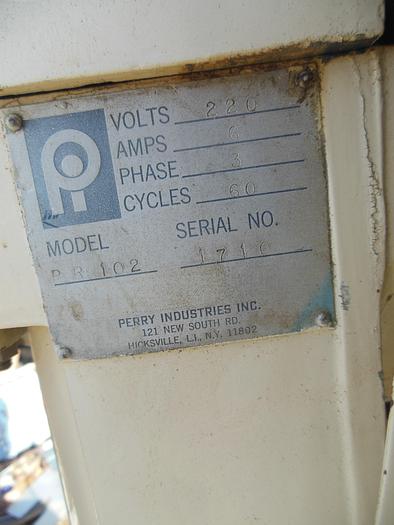 VOLTS 220
AMPS 6
PHASE 3
CYCLES 60
MODEL SERIAL NO.
P R 102 1710
PERRY INDUSTRIES INC.
121 NEW SOUTH RD.
HICKSVILLE, L.I., N.Y. 11802